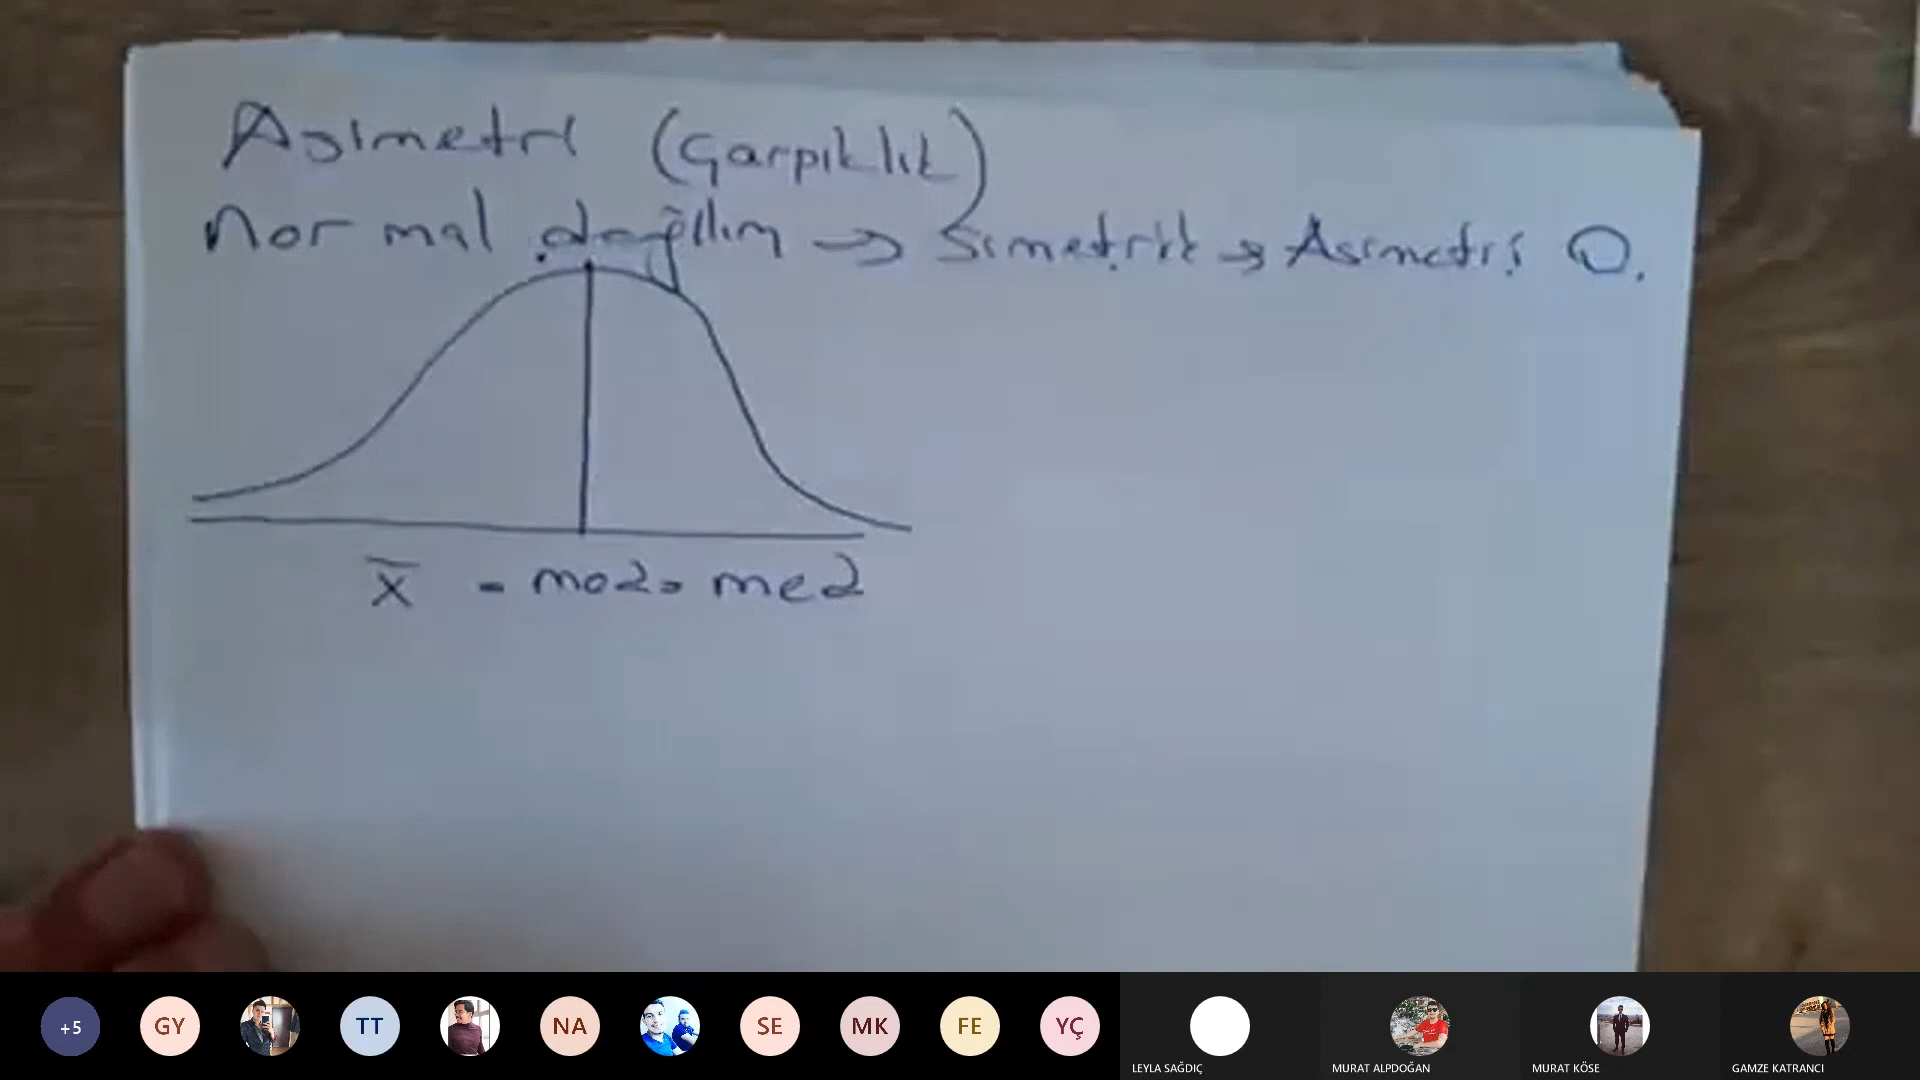 Asimetri (Çarpıklık)
Normal dağılım → Simetrik → Asimetri 0.
x̄ = mod = med
+5 GY TT NA SE MK FE YÇ
LEYLA SAĞDIÇ MURAT ALPDOĞAN MURAT KÖSE GAMZE KATRANCI